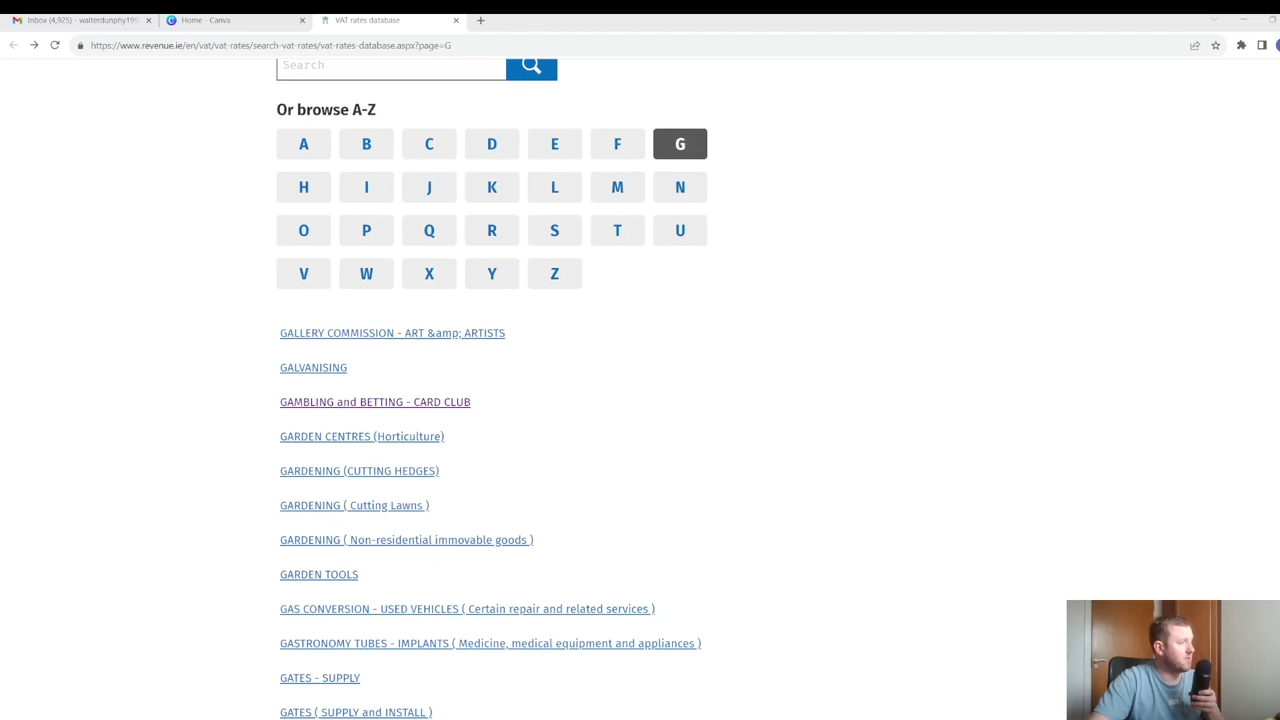 Inbox (4,925) - walterdunphy199
Home - Canva
VAT rates database
https://www.revenue.ie/en/vat/vat-rates/search-vat-rates/vat-rates-database.aspx?page=G
Search
Or browse A-Z
A B C D E F G
H I J K L M N
O P Q R S T U
V W X Y Z
GALLERY COMMISSION - ART &amp; ARTISTS
GALVANISING
GAMBLING and BETTING - CARD CLUB
GARDEN CENTRES (Horticulture)
GARDENING (CUTTING HEDGES)
GARDENING ( Cutting Lawns )
GARDENING ( Non-residential immovable goods )
GARDEN TOOLS
GAS CONVERSION - USED VEHICLES ( Certain repair and related services )
GASTRONOMY TUBES - IMPLANTS ( Medicine, medical equipment and appliances )
GATES - SUPPLY
GATES ( SUPPLY and INSTALL )